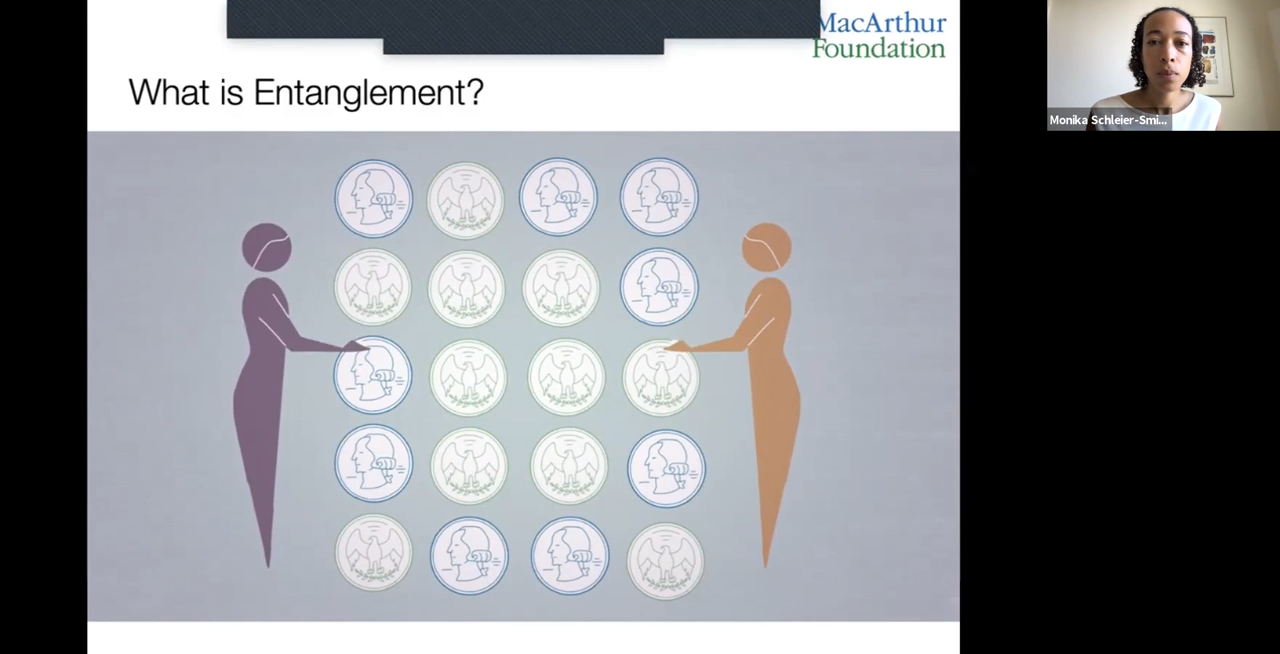 MacArthur
Foundation
What is Entanglement?
Monika Schleier-Smi...